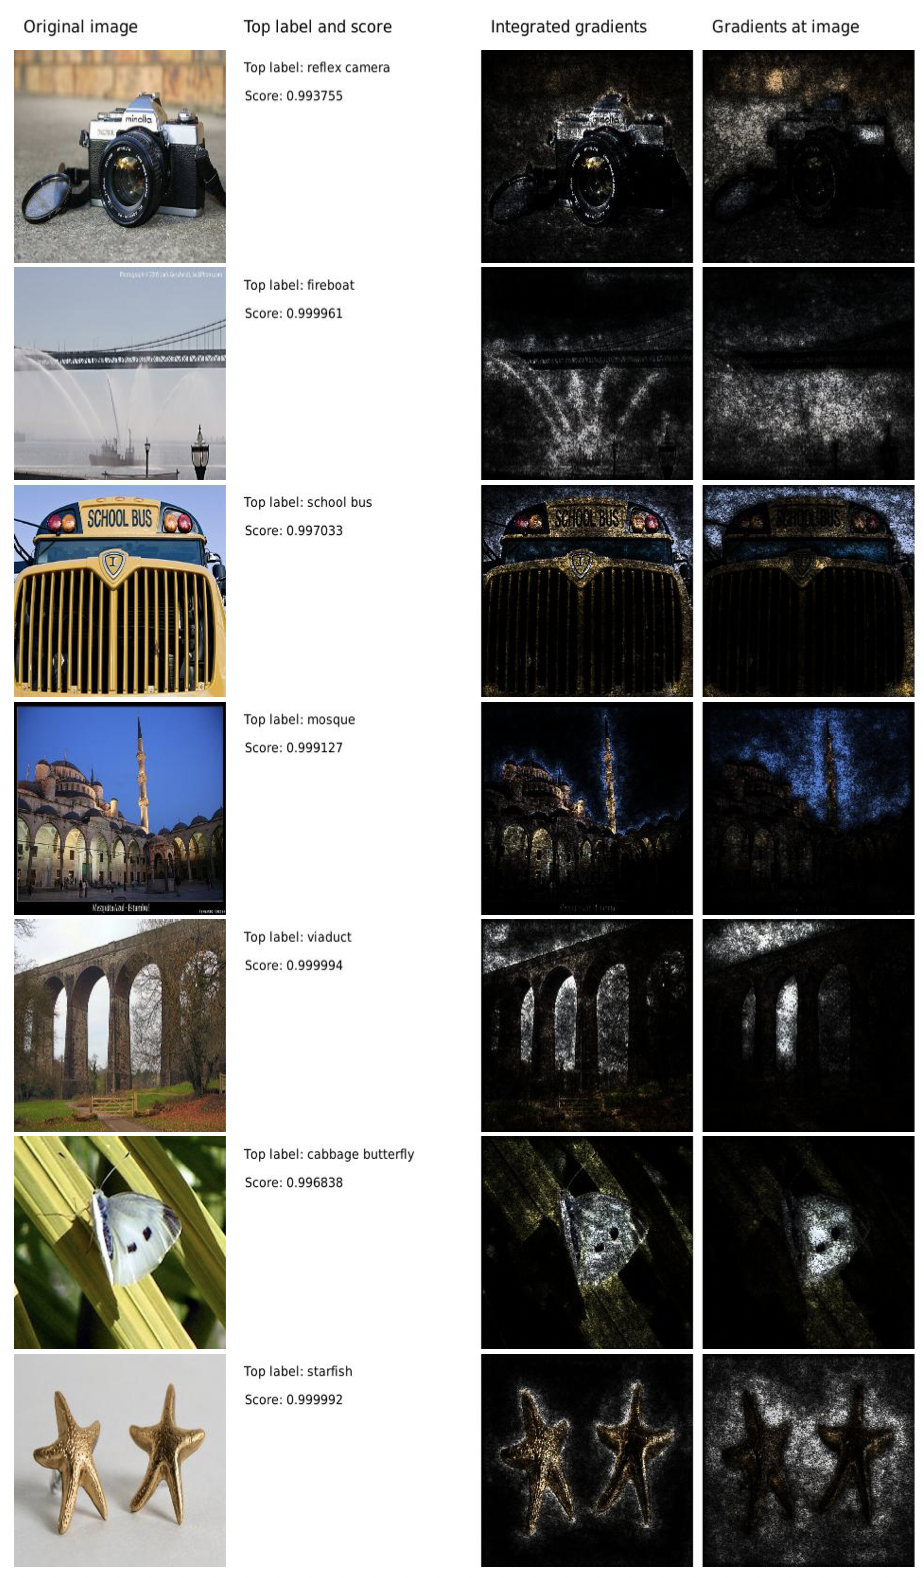 Original image
Top label and score
Integrated gradients
Gradients at image
Top label: reflex camera
Score: 0.993755
minolta
Top label: fireboat
Score: 0.999961
Top label: school bus
Score: 0.997033
SCHOOL BUS
SCHOOL BUS
SCHOOL BUS
Top label: mosque
Score: 0.999127
Top label: viaduct
Score: 0.999994
Top label: cabbage butterfly
Score: 0.996838
Top label: starfish
Score: 0.999992